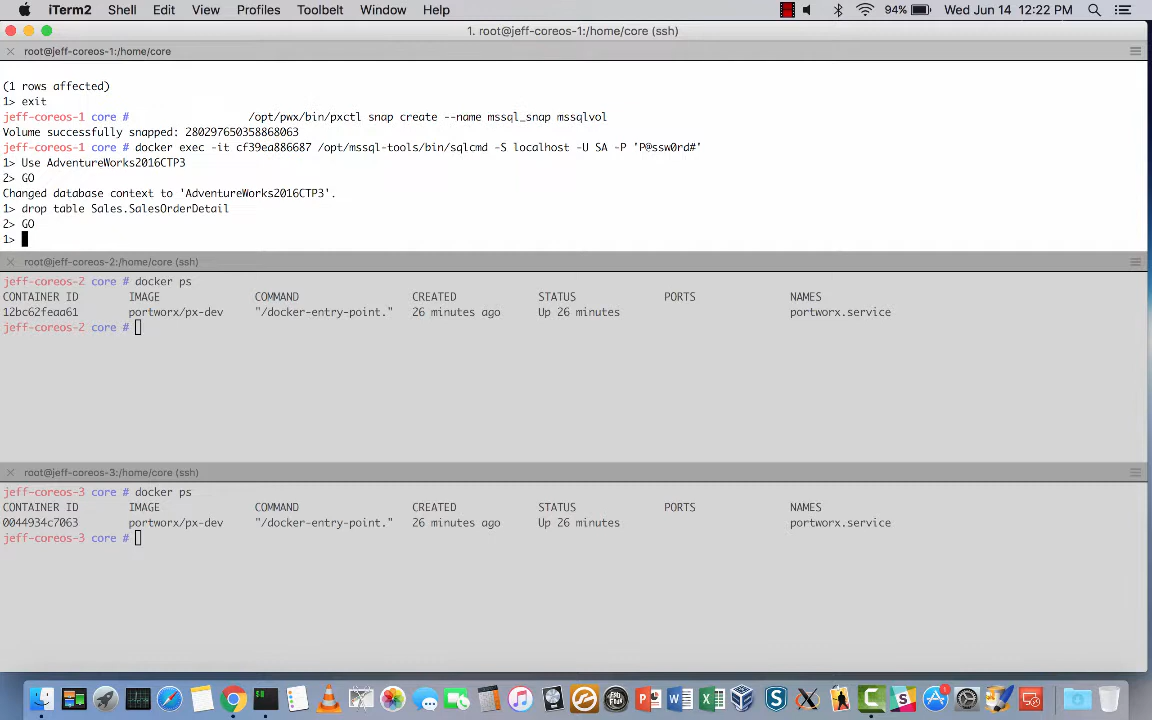 iTerm2 Shell Edit View Profiles Toolbelt Window Help 94% Wed Jun 14 12:22 PM
1. root@jeff-coreos-1:/home/core (ssh)
root@jeff-coreos-1:/home/core
(1 rows affected)
1> exit
jeff-coreos-1 core # /opt/pwx/bin/pxctl snap create --name mssql_snap mssqlvol
Volume successfully snapped: 280297650358868063
jeff-coreos-1 core # docker exec -it cf39ea886687 /opt/mssql-tools/bin/sqlcmd -S localhost -U SA -P 'P@ssw0rd#'
1> Use AdventureWorks2016CTP3
2> GO
Changed database context to 'AdventureWorks2016CTP3'.
1> drop table Sales.SalesOrderDetail
2> GO
1>
root@jeff-coreos-2:/home/core (ssh)
jeff-coreos-2 core # docker ps
CONTAINER ID IMAGE COMMAND CREATED STATUS PORTS NAMES
12bc62feaa61 portworx/px-dev "/docker-entry-point." 26 minutes ago Up 26 minutes portworx.service
jeff-coreos-2 core #
root@jeff-coreos-3:/home/core (ssh)
jeff-coreos-3 core # docker ps
CONTAINER ID IMAGE COMMAND CREATED STATUS PORTS NAMES
0044934c7063 portworx/px-dev "/docker-entry-point." 26 minutes ago Up 26 minutes portworx.service
jeff-coreos-3 core #